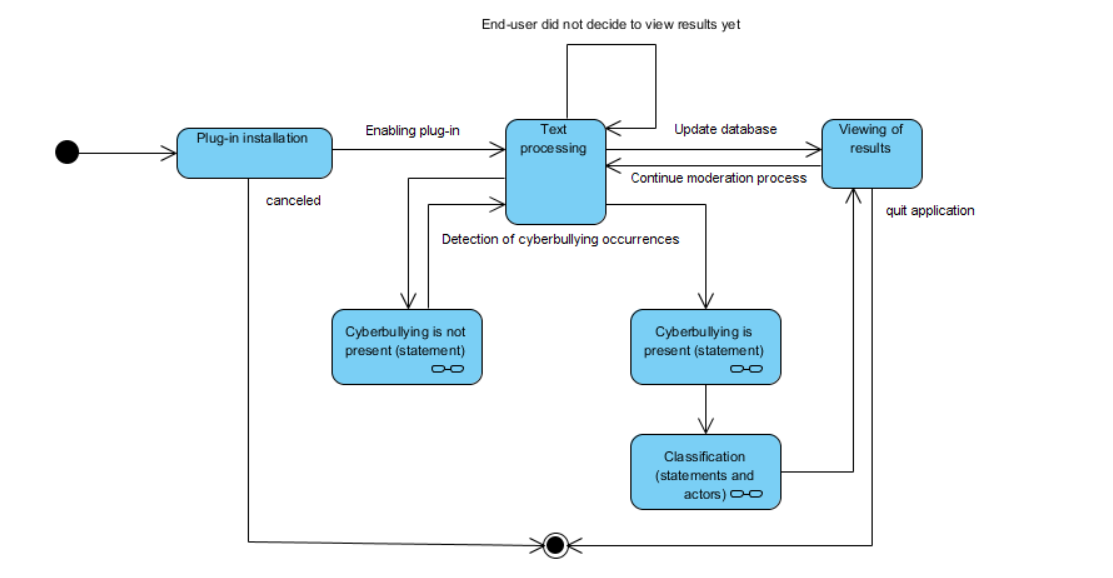 End-user did not decide to view results yet
Plug-in installation
Enabling plug-in
Text
processing
Update database
Viewing of
results
Continue moderation process
canceled
quit application
Detection of cyberbullying occurrences
Cyberbullying is not
present (statement)
Cyberbullying is
present (statement)
Classification
(statements and
actors)